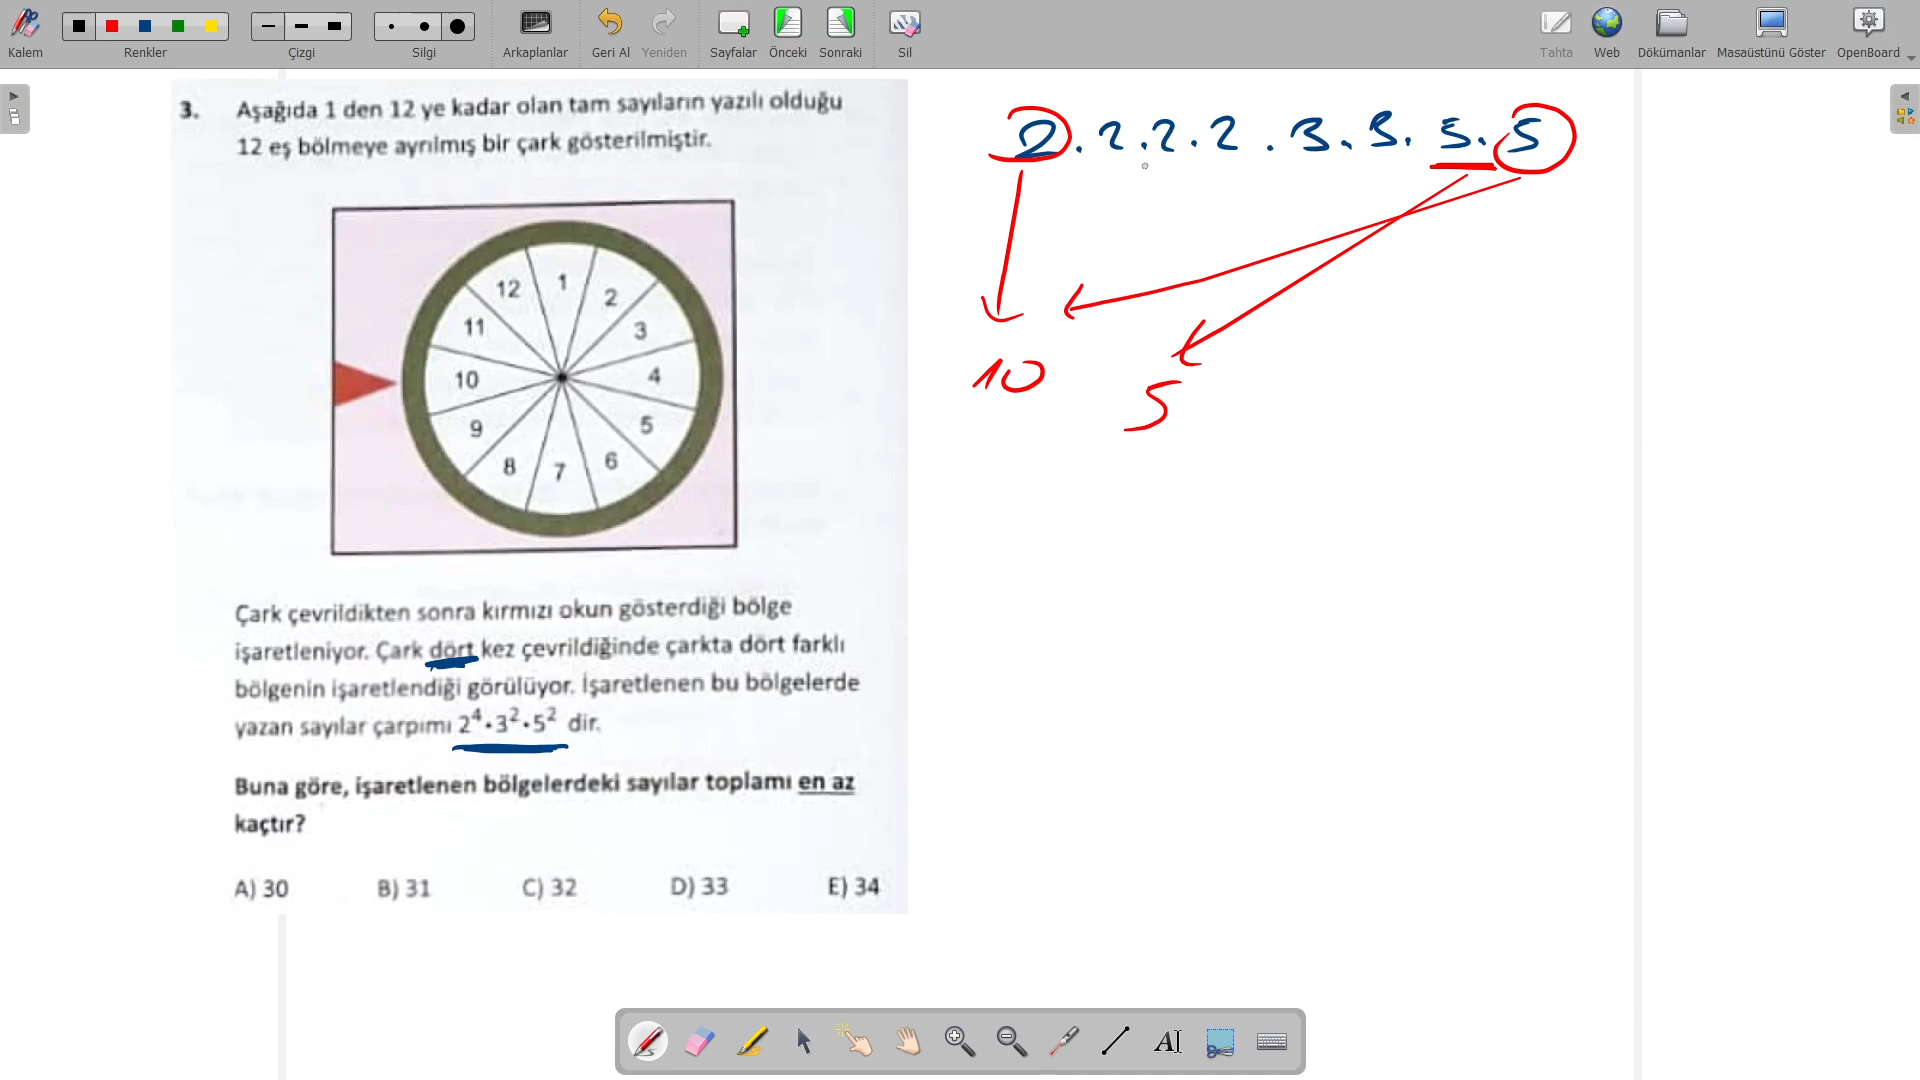 Kalem
Renkler
Çizgi
Silgi
Arkaplanlar
Geri Al
Yeniden
Sayfalar
Önceki
Sonraki
Sil
Tahta
Web
Dökümanlar
Masaüstünü Göster
OpenBoard
3. Aşağıda 1 den 12 ye kadar olan tam sayıların yazılı olduğu
12 eş bölmeye ayrılmış bir çark gösterilmiştir.
1
2
3
4
5
6
7
8
9
10
11
12
Çark çevrildikten sonra kırmızı okun gösterdiği bölge
işaretleniyor. Çark dört kez çevrildiğinde çarkta dört farklı
bölgenin işaretlendiği görülüyor. İşaretlenen bu bölgelerde
yazan sayılar çarpımı 2⁴·3²·5² dir.
Buna göre, işaretlenen bölgelerdeki sayılar toplamı en az
kaçtır?
A) 30 B) 31 C) 32 D) 33 E) 34
2.2.2.2.3.3.5.5
10
5
AI